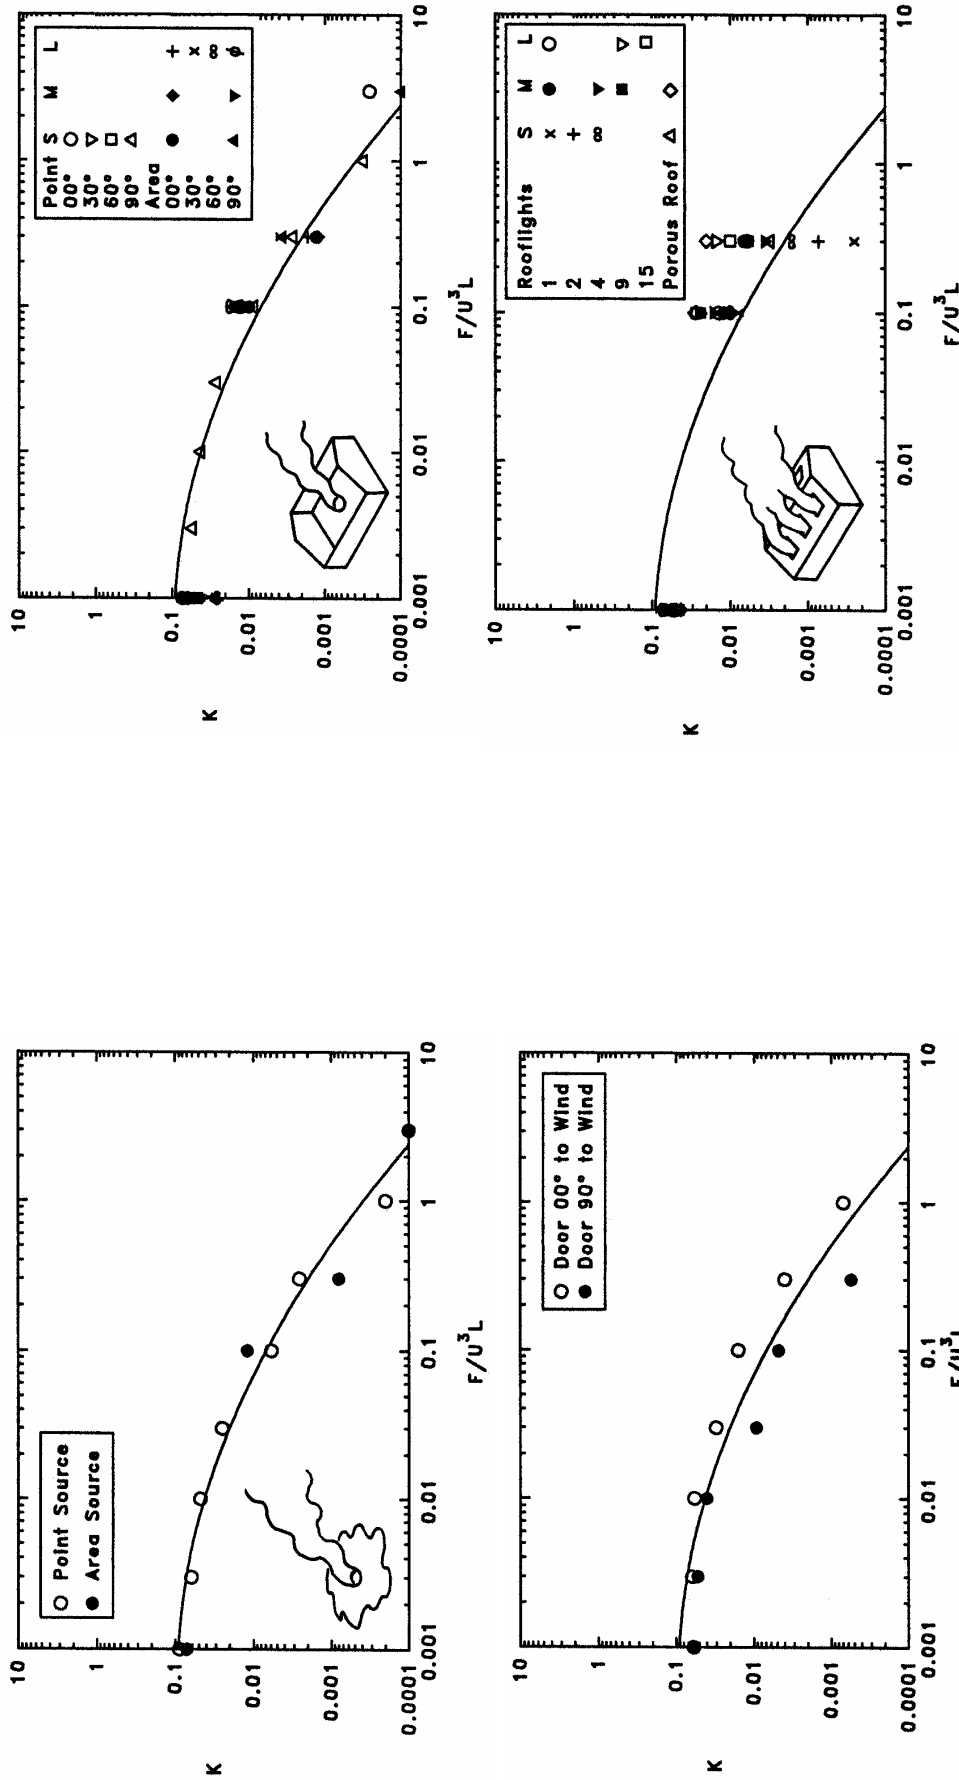 Point Source
Area Source
10
1
0.1
0.01
0.001
0.0001
K
0.001 0.01 0.1 1 10
F/U³L
Point S M L
00°
30°
60°
90°
Area
00°
30°
60°
90°
10
1
0.1
0.01
0.001
0.0001
K
0.001 0.01 0.1 1 10
F/U³L
Door 00° to Wind
Door 90° to Wind
10
1
0.1
0.01
0.001
0.0001
K
0.001 0.01 0.1 1 10
F/U³L
Rooflights S M L
1
2
4
9
15
Porous Roof
10
1
0.1
0.01
0.001
0.0001
K
0.001 0.01 0.1 1 10
F/U³L